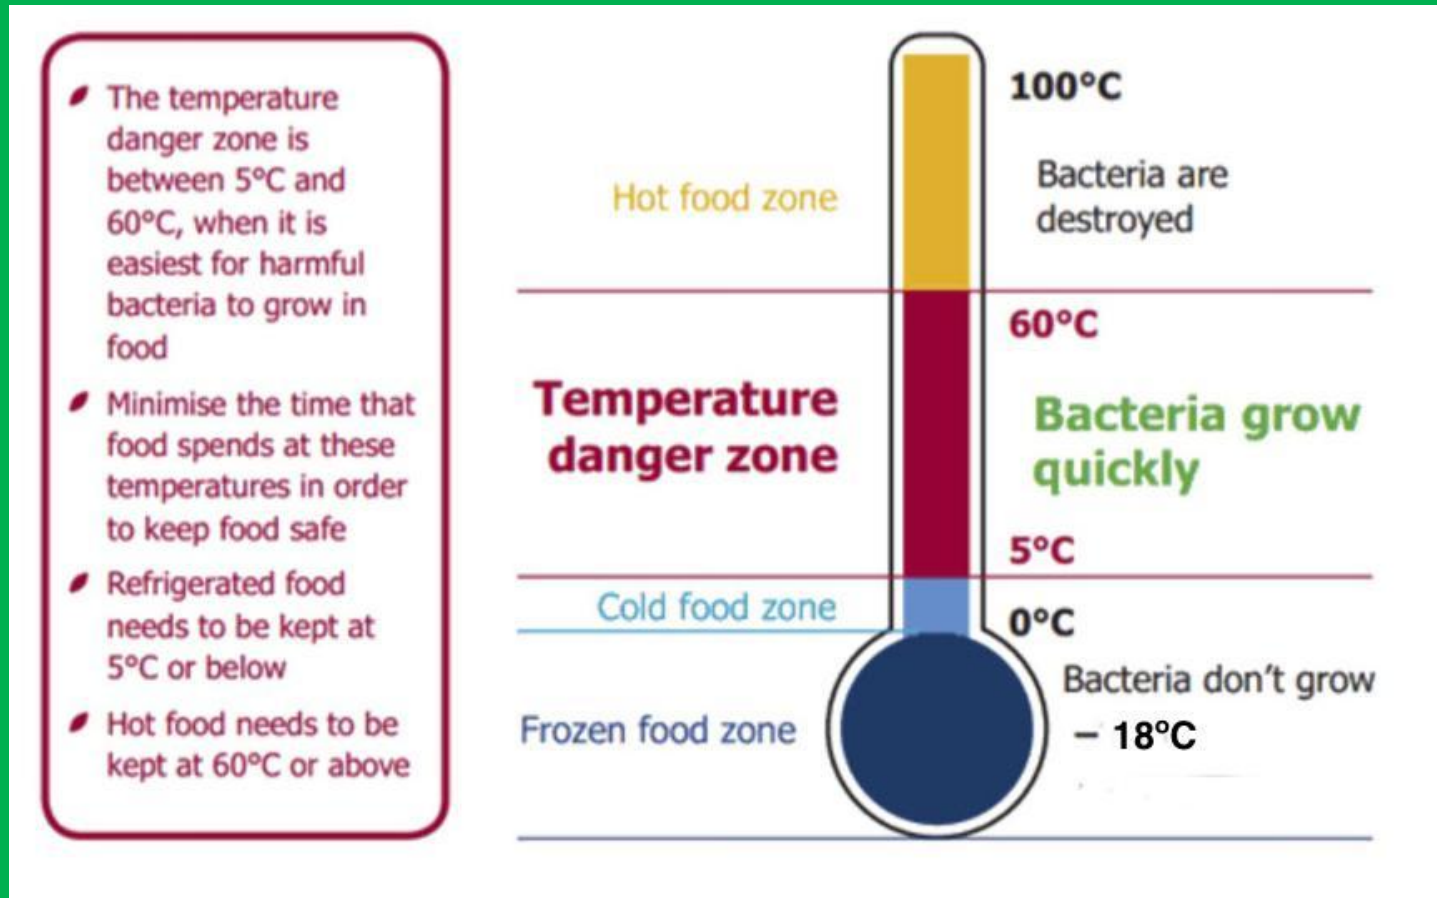 The temperature
danger zone is
between 5°C and
60°C, when it is
easiest for harmful
bacteria to grow in
food
Minimise the time that
food spends at these
temperatures in order
to keep food safe
Refrigerated food
needs to be kept at
5°C or below
Hot food needs to be
kept at 60°C or above
100°C
Hot food zone
Bacteria are
destroyed
60°C
Temperature
danger zone
Bacteria grow
quickly
5°C
Cold food zone
0°C
Bacteria don’t grow
Frozen food zone
– 18°C